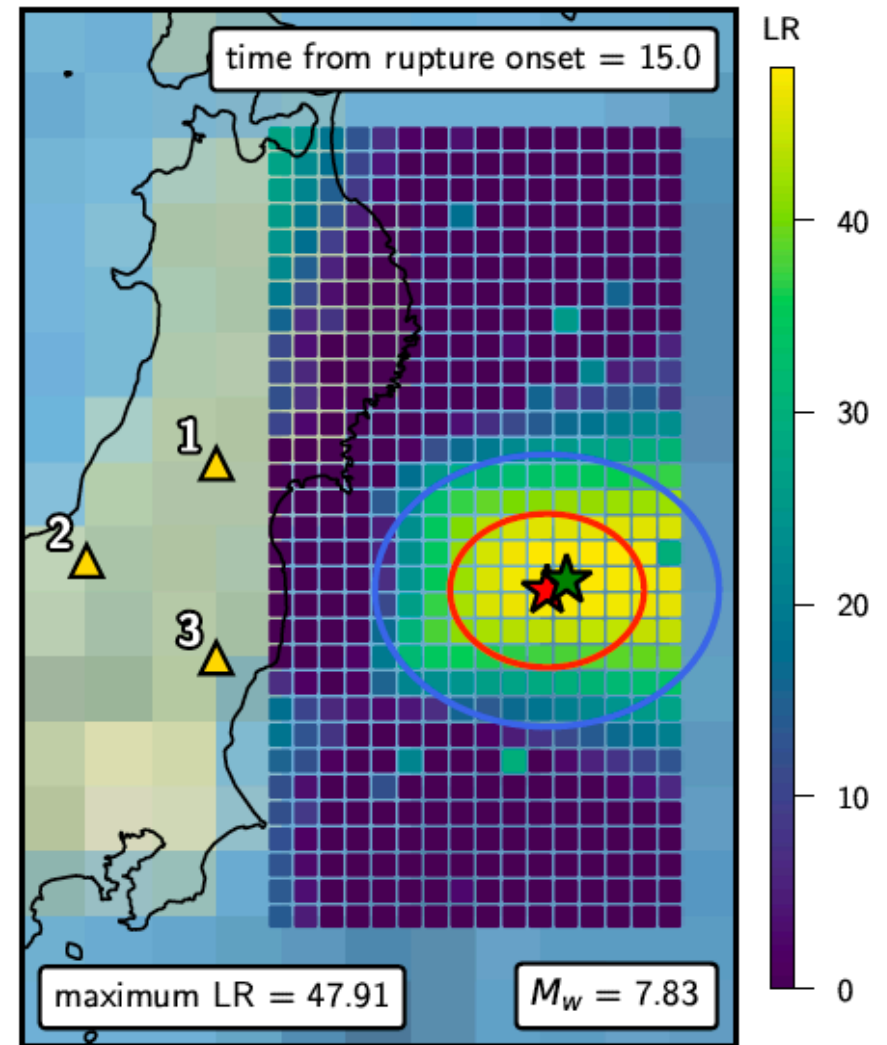 LR
time from rupture onset = 15.0
40
1
30
2
3
20
10
maximum LR = 47.91
M_w = 7.83
0